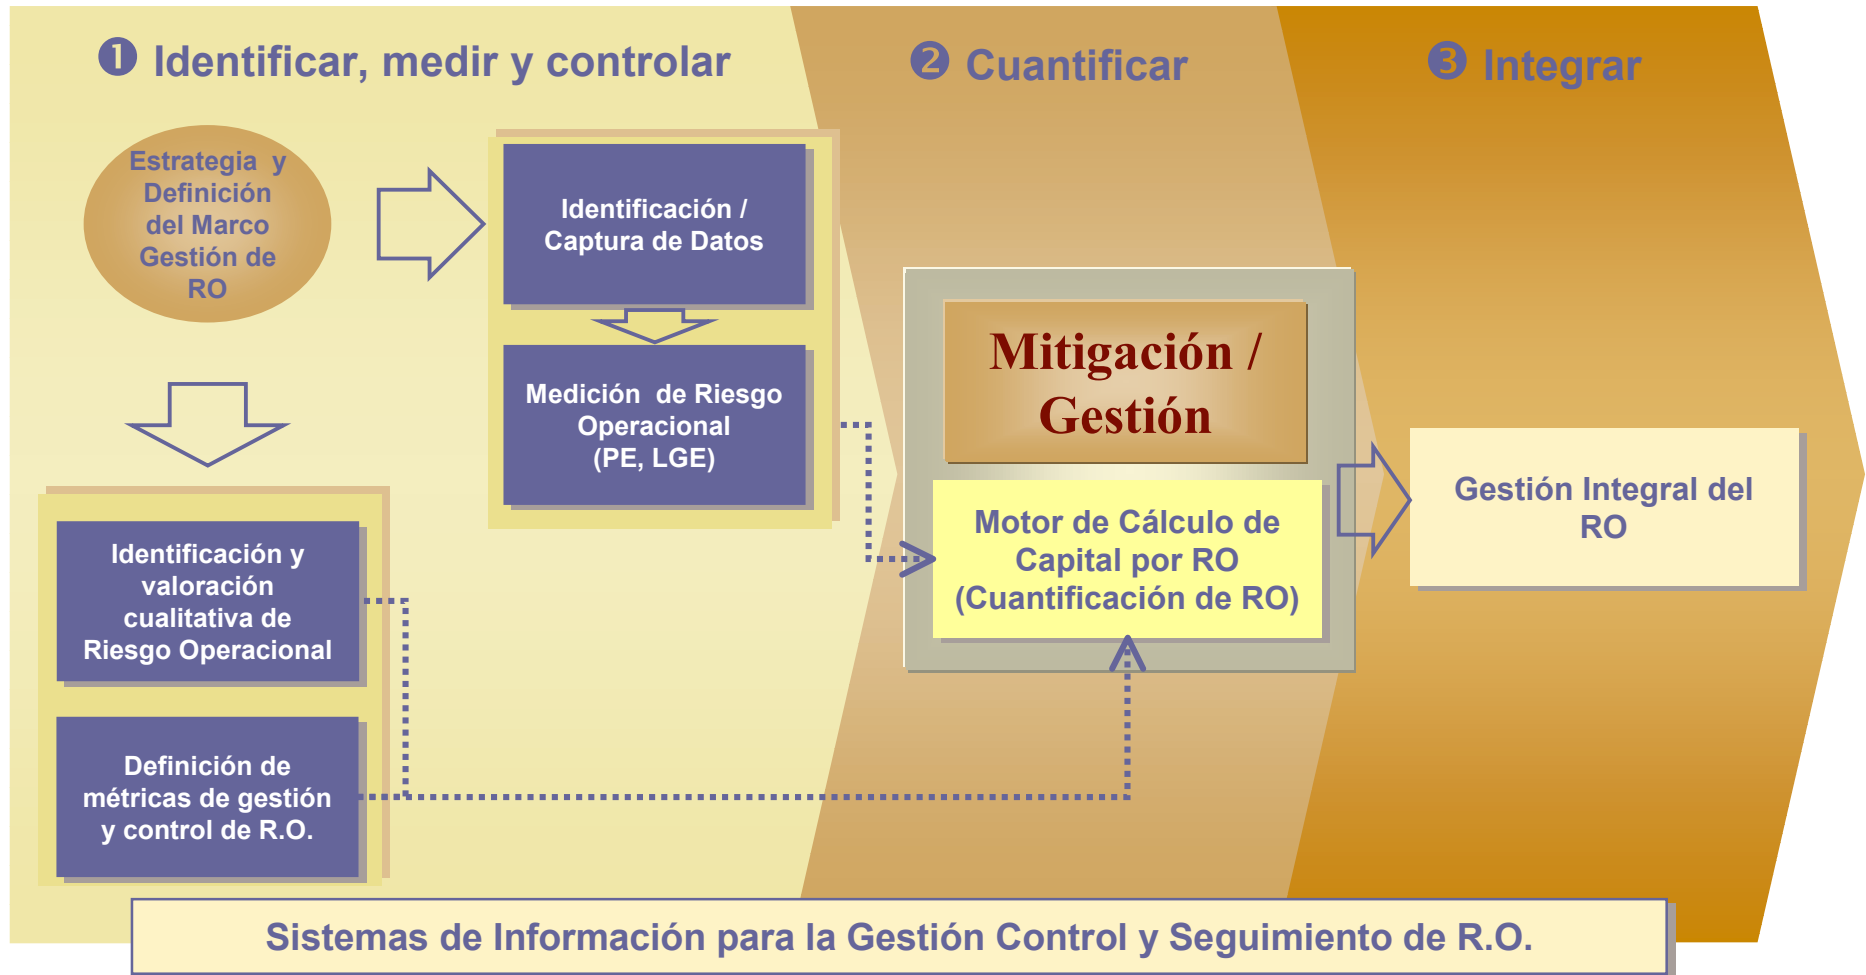 ❶ Identificar, medir y controlar
❷ Cuantificar
❸ Integrar
Estrategia y
Definición
del Marco
Gestión de
RO
Identificación /
Captura de Datos
Medición de Riesgo
Operacional
(PE, LGE)
Identificación y
valoración
cualitativa de
Riesgo Operacional
Definición de
métricas de gestión
y control de R.O.
Mitigación /
Gestión
Motor de Cálculo de
Capital por RO
(Cuantificación de RO)
Gestión Integral del
RO
Sistemas de Información para la Gestión Control y Seguimiento de R.O.